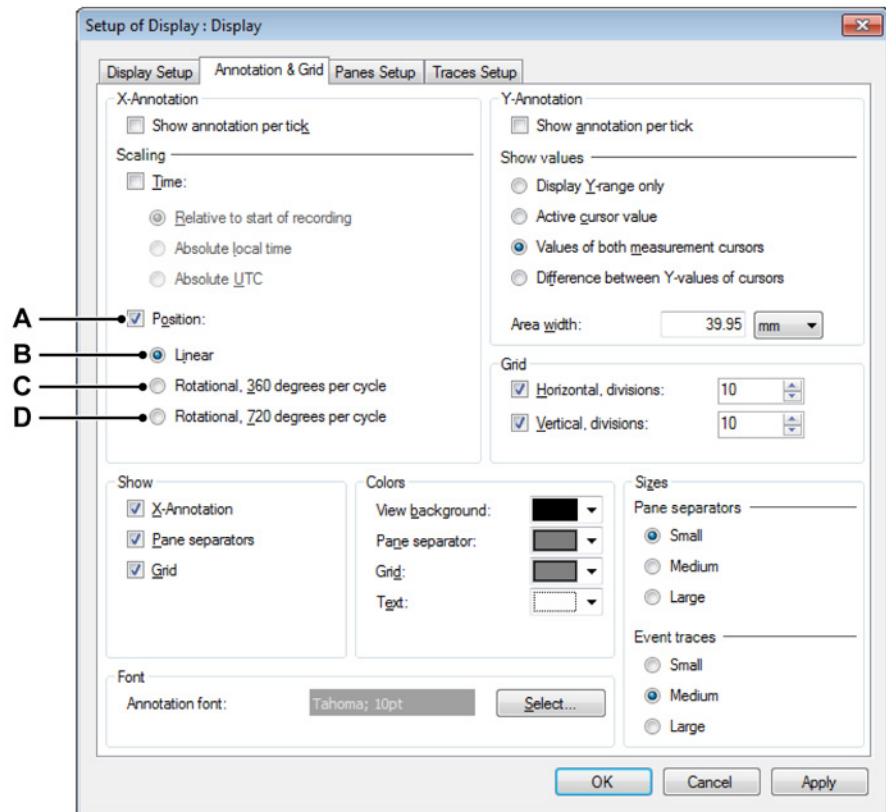 Setup of Display : Display
Display Setup
Annotation & Grid
Panes Setup
Traces Setup
X-Annotation
Show annotation per tick
Scaling
Time:
Relative to start of recording
Absolute local time
Absolute UTC
A
Position:
B
Linear
C
Rotational, 360 degrees per cycle
D
Rotational, 720 degrees per cycle
Y-Annotation
Show annotation per tick
Show values
Display Y-range only
Active cursor value
Values of both measurement cursors
Difference between Y-values of cursors
Area width: 39.95 mm
Grid
Horizontal, divisions: 10
Vertical, divisions: 10
Show
X-Annotation
Pane separators
Grid
Colors
View background:
Pane separator:
Grid:
Text:
Sizes
Pane separators
Small
Medium
Large
Event traces
Small
Medium
Large
Font
Annotation font: Tahoma; 10pt Select...
OK Cancel Apply